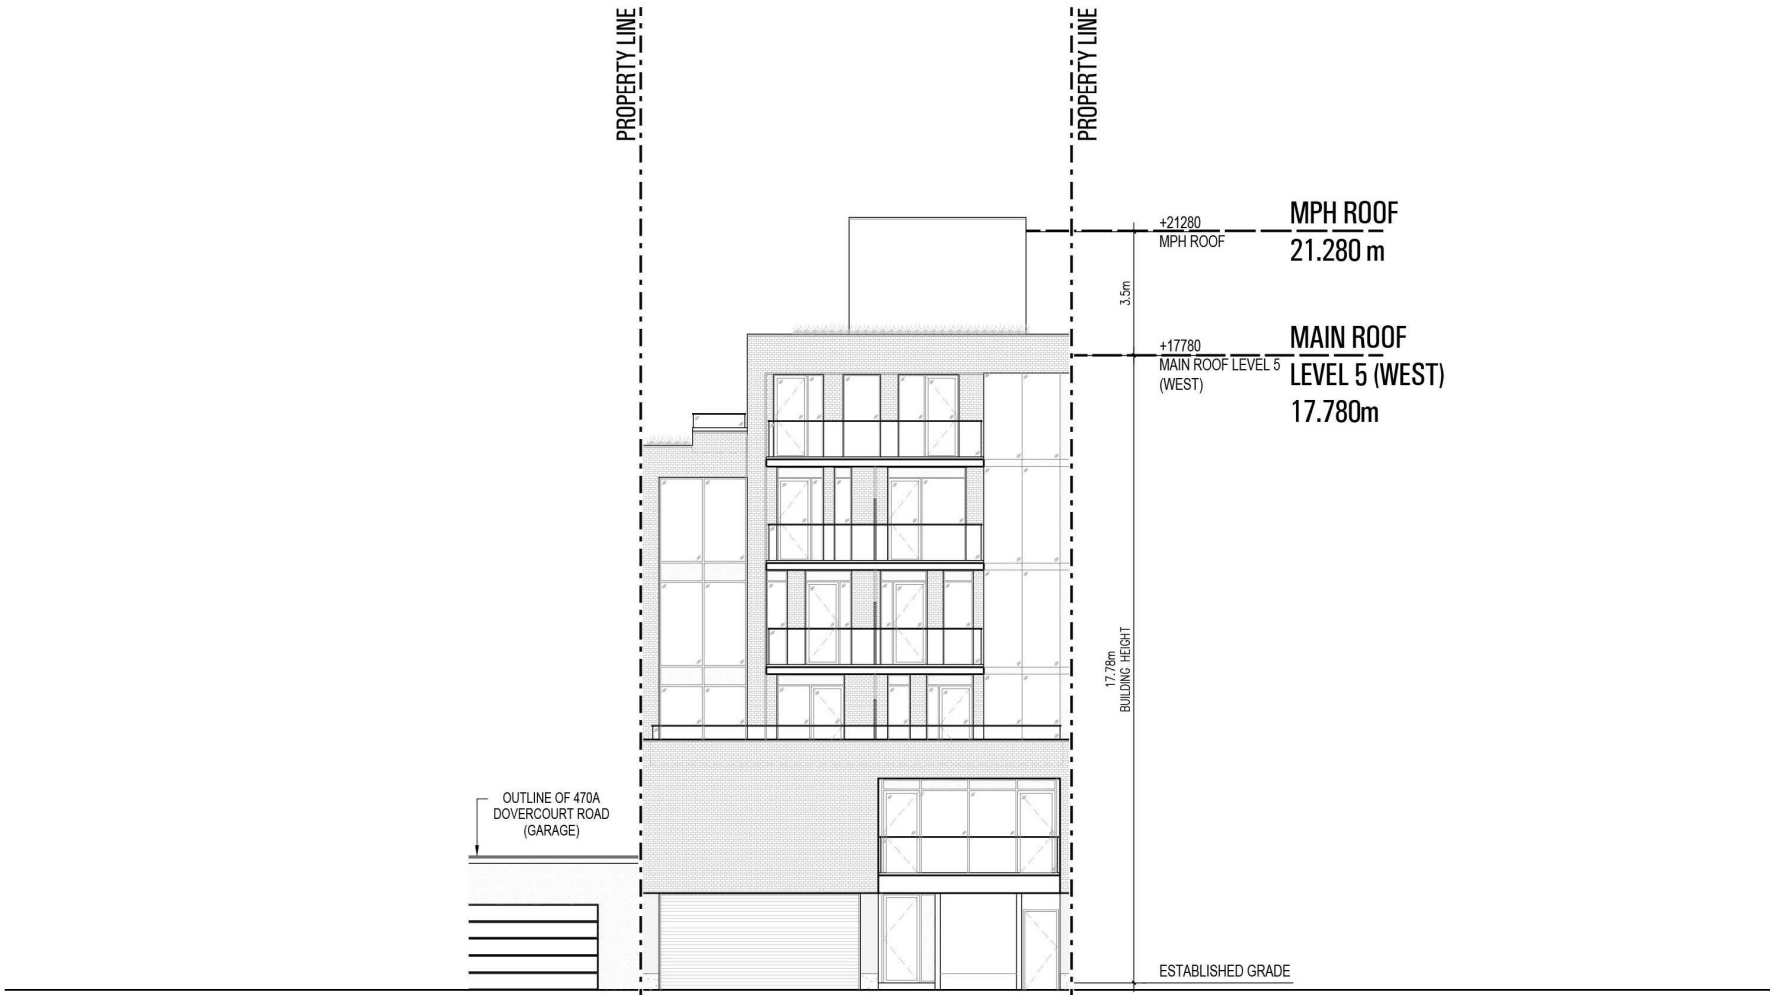 PROPERTY LINE
PROPERTY LINE
+21280
MPH ROOF
MPH ROOF
21.280 m
3.5m
+17780
MAIN ROOF LEVEL 5
(WEST)
MAIN ROOF
LEVEL 5 (WEST)
17.780m
17.78m
BUILDING HEIGHT
OUTLINE OF 470A
DOVERCOURT ROAD
(GARAGE)
ESTABLISHED GRADE